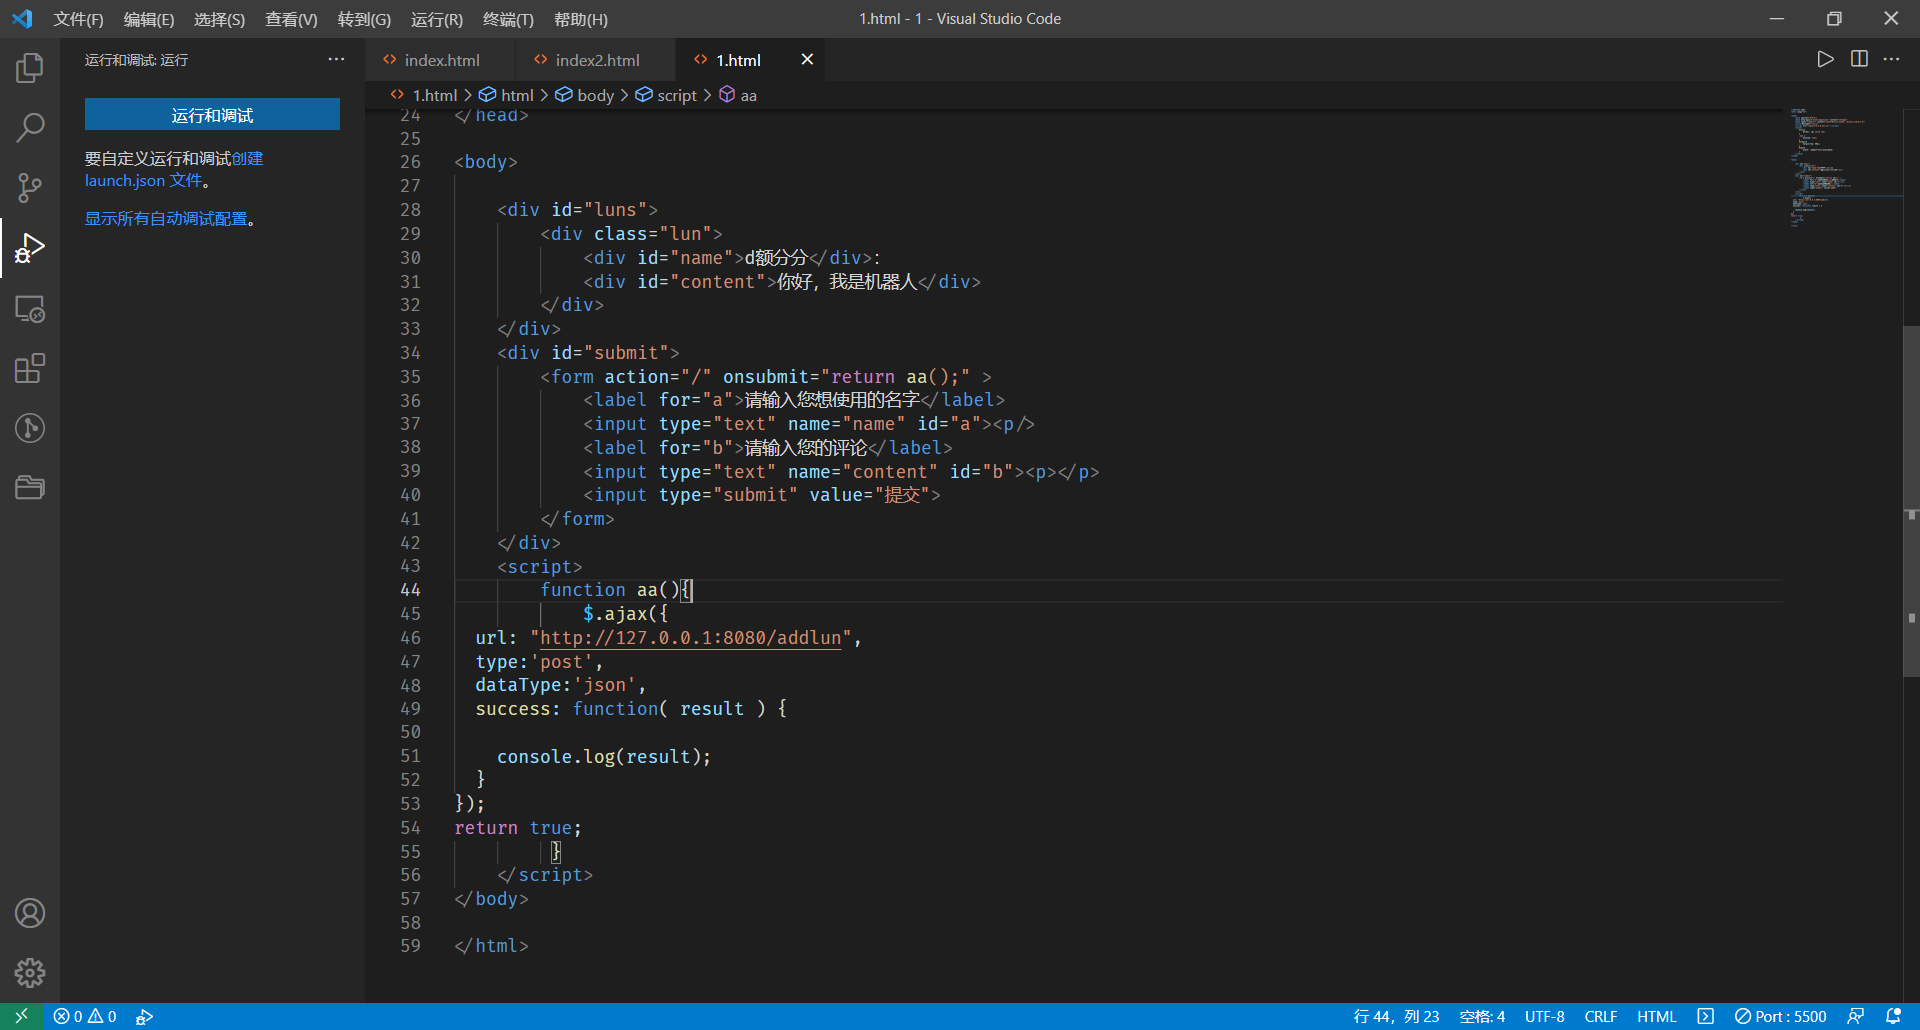 文件(F) 编辑(E) 选择(S) 查看(V) 转到(G) 运行(R) 终端(T) 帮助(H) 1.html - 1 - Visual Studio Code
运行和调试: 运行
运行和调试
要自定义运行和调试创建
launch.json 文件。
显示所有自动调试配置。
index.html index2.html 1.html
1.html > html > body > script > aa
24 </head>
25
26 <body>
27
28 <div id="luns">
29 <div class="lun">
30 <div id="name">d额分分</div>:
31 <div id="content">你好，我是机器人</div>
32 </div>
33 </div>
34 <div id="submit">
35 <form action="/" onsubmit="return aa();" >
36 <label for="a">请输入您想使用的名字</label>
37 <input type="text" name="name" id="a"><p/>
38 <label for="b">请输入您的评论</label>
39 <input type="text" name="content" id="b"><p></p>
40 <input type="submit" value="提交">
41 </form>
42 </div>
43 <script>
44 function aa(){
45 $.ajax({
46 url: "http://127.0.0.1:8080/addlun",
47 type:'post',
48 dataType:'json',
49 success: function( result ) {
50
51 console.log(result);
52 }
53 });
54 return true;
55 }
56 </script>
57 </body>
58
59 </html>
0 0 行 44，列 23 空格: 4 UTF-8 CRLF HTML Port : 5500